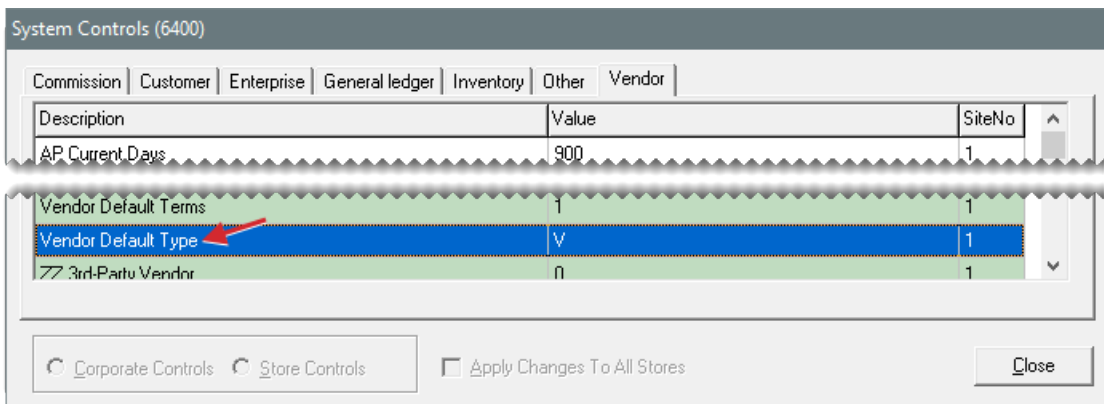 System Controls (6400)
Commission Customer Enterprise General ledger Inventory Other Vendor
Description Value SiteNo
AP Current Days 900 1
Vendor Default Terms 1 1
Vendor Default Type V 1
ZZ 3rd-Party Vendor 0 1
Corporate Controls Store Controls Apply Changes To All Stores Close